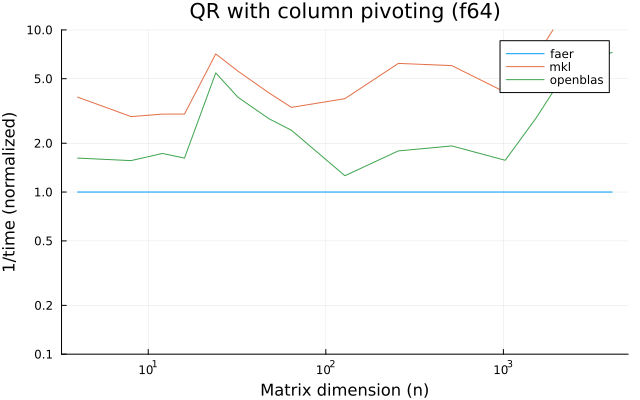 QR with column pivoting (f64)
10.0
5.0
2.0
1.0
0.5
0.2
0.1
1/time (normalized)
faer
mkl
openblas
10¹
10²
10³
Matrix dimension (n)